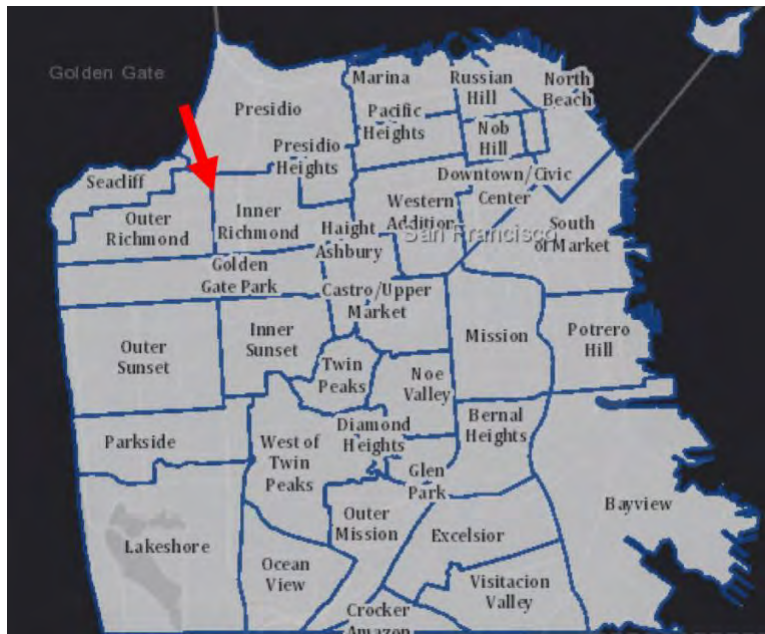 Golden Gate
Marina
Russian
Hill
North
Beach
Presidio
Pacific
Heights
Nob
Hill
Presidio
Heights
Seacliff
Downtown/Civic
Center
Outer
Richmond
Inner
Richmond
Haight
Ashbury
Western
Addition
San Francisco
South
of Market
Golden
Gate Park
Castro/Upper
Market
Outer
Sunset
Inner
Sunset
Twin
Peaks
Noe
Valley
Mission
Potrero
Hill
Parkside
West of
Twin
Peaks
Diamond
Heights
Bernal
Heights
Glen
Park
Bayview
Lakeshore
Outer
Mission
Excelsior
Ocean
View
Visitacion
Valley
Crocker
Amazon